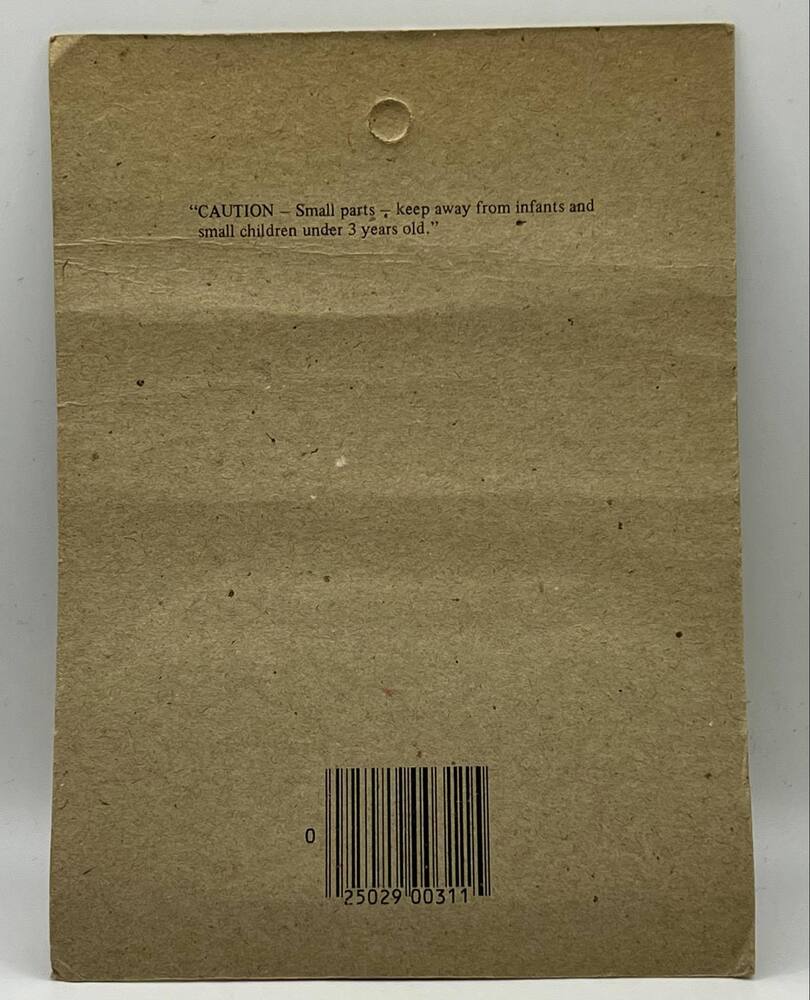 “CAUTION – Small parts – keep away from infants and
small children under 3 years old.”
0 25029 00311